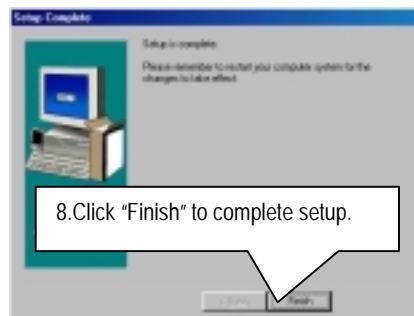 Setup Complete
Setup is complete.
Please remember to restart your computer system for the
changes to take effect.
8.Click “Finish” to complete setup.
< Back Finish